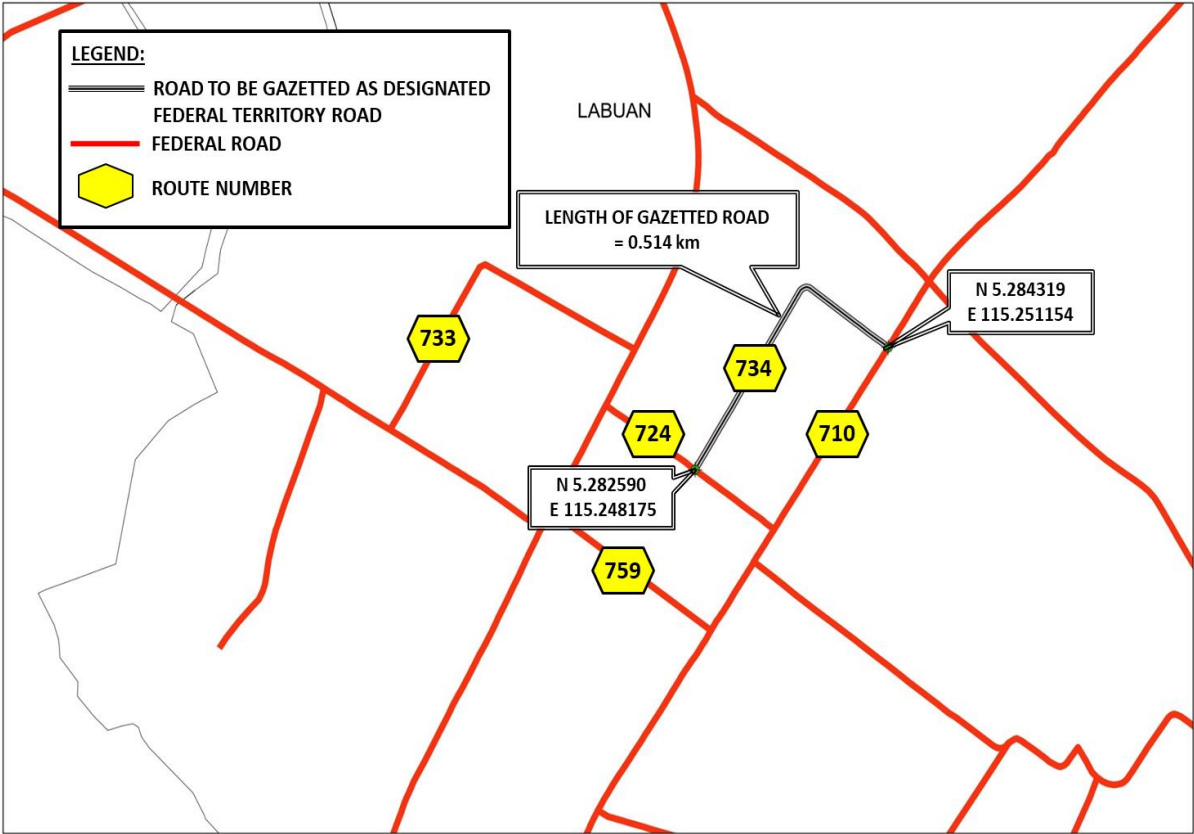 LEGEND:
ROAD TO BE GAZETTED AS DESIGNATED
FEDERAL TERRITORY ROAD
FEDERAL ROAD
ROUTE NUMBER
LABUAN
LENGTH OF GAZETTED ROAD
= 0.514 km
N 5.284319
E 115.251154
733
734
724
710
N 5.282590
E 115.248175
759